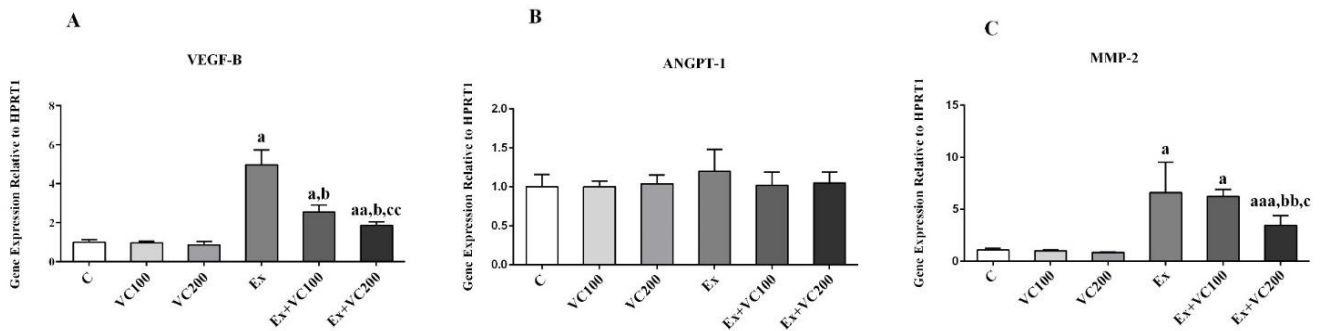 A
VEGF-B
Gene Expression Relative to HPRT1
8
6
4
2
0
a
a,b
aa,b,cc
C
VC100
VC200
Ex
Ex+VC100
Ex+VC200
B
ANGPT-1
Gene Expression Relative to HPRT1
2.0
1.5
1.0
0.5
0.0
C
VC100
VC200
Ex
Ex+VC100
Ex+VC200
C
MMP-2
Gene Expression Relative to HPRT1
15
10
5
0
a
a
aaa,bb,c
C
VC100
VC200
Ex
Ex+VC100
Ex+VC200